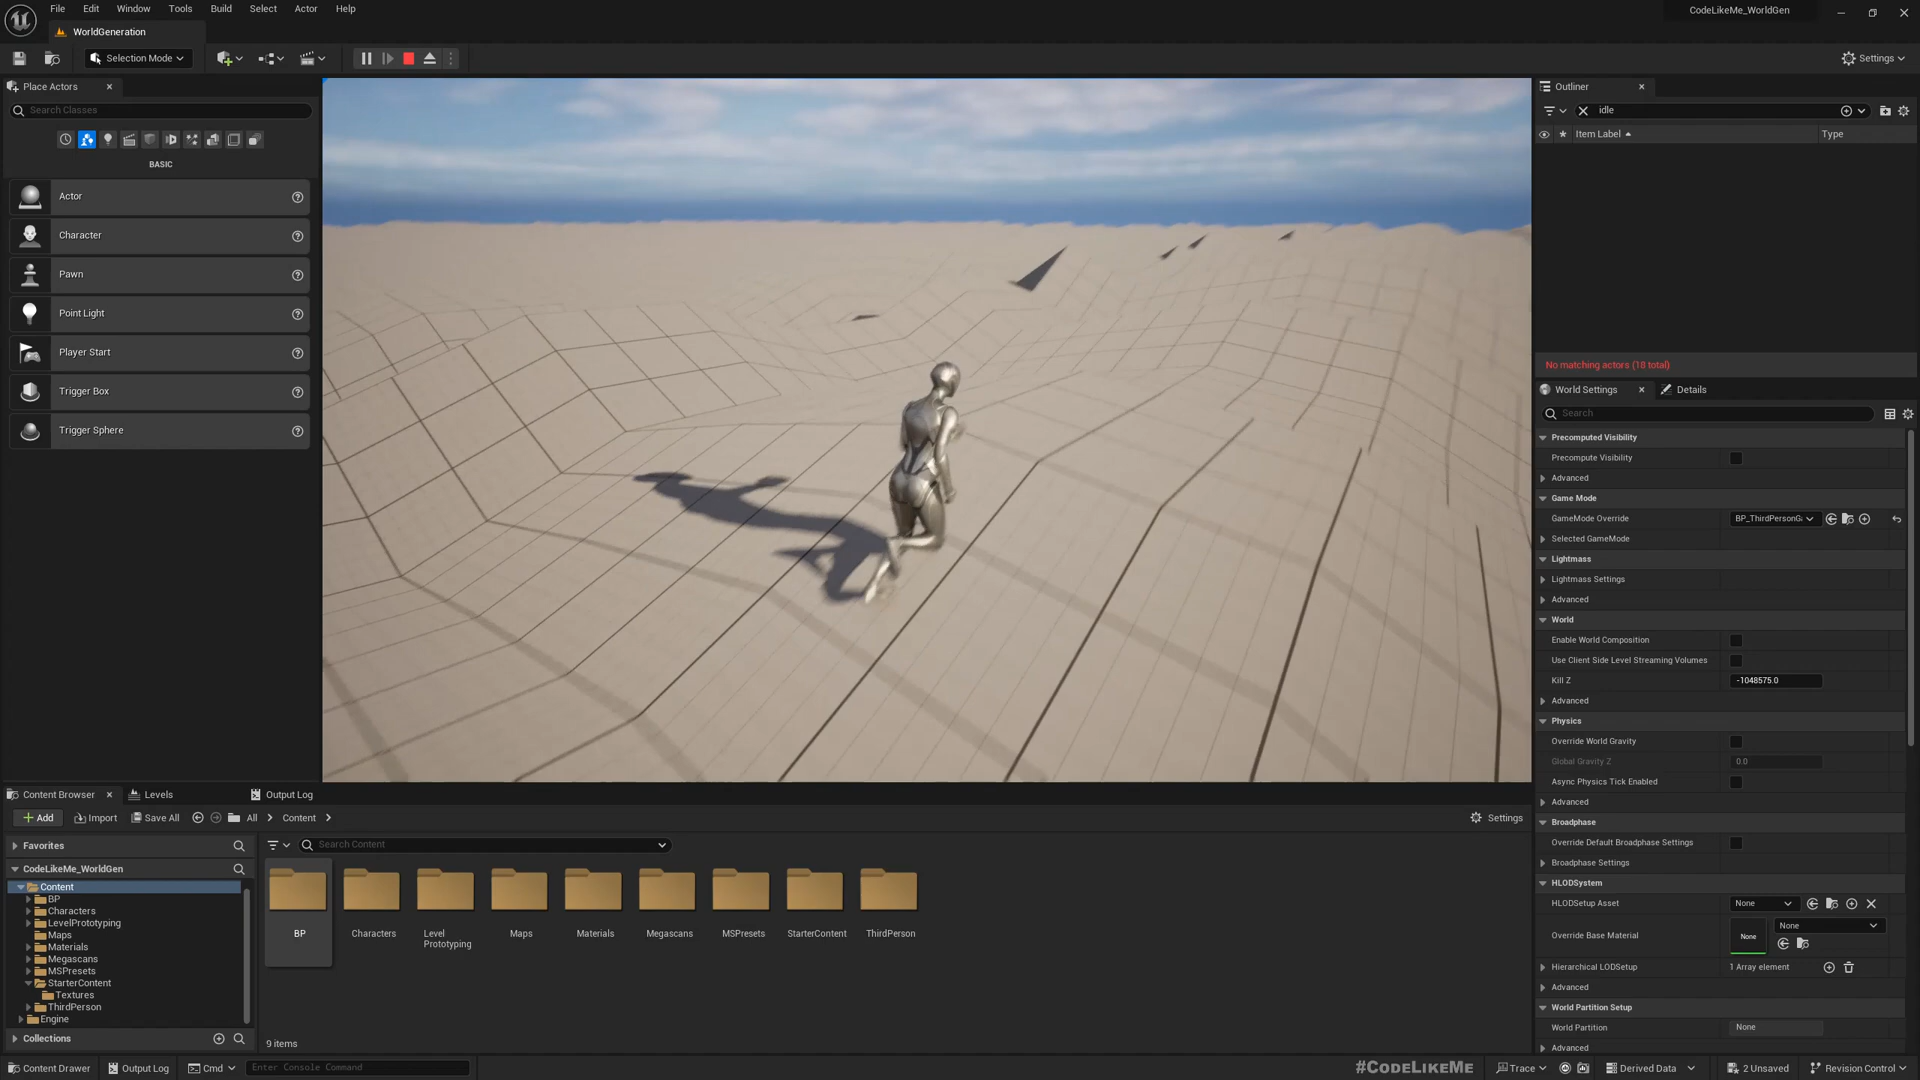 File Edit Window Tools Build Select Actor Help
CodeLikeMe_WorldGen
WorldGeneration
Selection Mode
Settings
Place Actors
Search Classes
BASIC
Actor
Character
Pawn
Point Light
Player Start
Trigger Box
Trigger Sphere
Outliner
idle
Item Label Type
No matching actors (18 total)
World Settings Details
Search
Precomputed Visibility
Precompute Visibility
Advanced
Game Mode
GameMode Override BP_ThirdPersonG
Selected GameMode
Lightmass
Lightmass Settings
Advanced
World
Enable World Composition
Use Client Side Level Streaming Volumes
Kill Z -1048575.0
Advanced
Physics
Override World Gravity
Global Gravity Z 0.0
Async Physics Tick Enabled
Advanced
Broadphase
Override Default Broadphase Settings
Broadphase Settings
HLODSystem
HLODSetup Asset None
Override Base Material None None
Hierarchical LODSetup 1 Array element
Advanced
World Partition Setup
World Partition None
Advanced
Content Browser Levels Output Log
Add Import Save All All Content
Settings
Favorites
CodeLikeMe_WorldGen
Content
BP
Characters
LevelPrototyping
Maps
Materials
Megascans
MSPresets
StarterContent
Textures
ThirdPerson
Engine
Collections
Search Content
BP Characters Level Prototyping Maps Materials Megascans MSPresets StarterContent ThirdPerson
9 items
Content Drawer Output Log Cmd Enter Console Command
#CODELIKEME
Trace Derived Data 2 Unsaved Revision Control